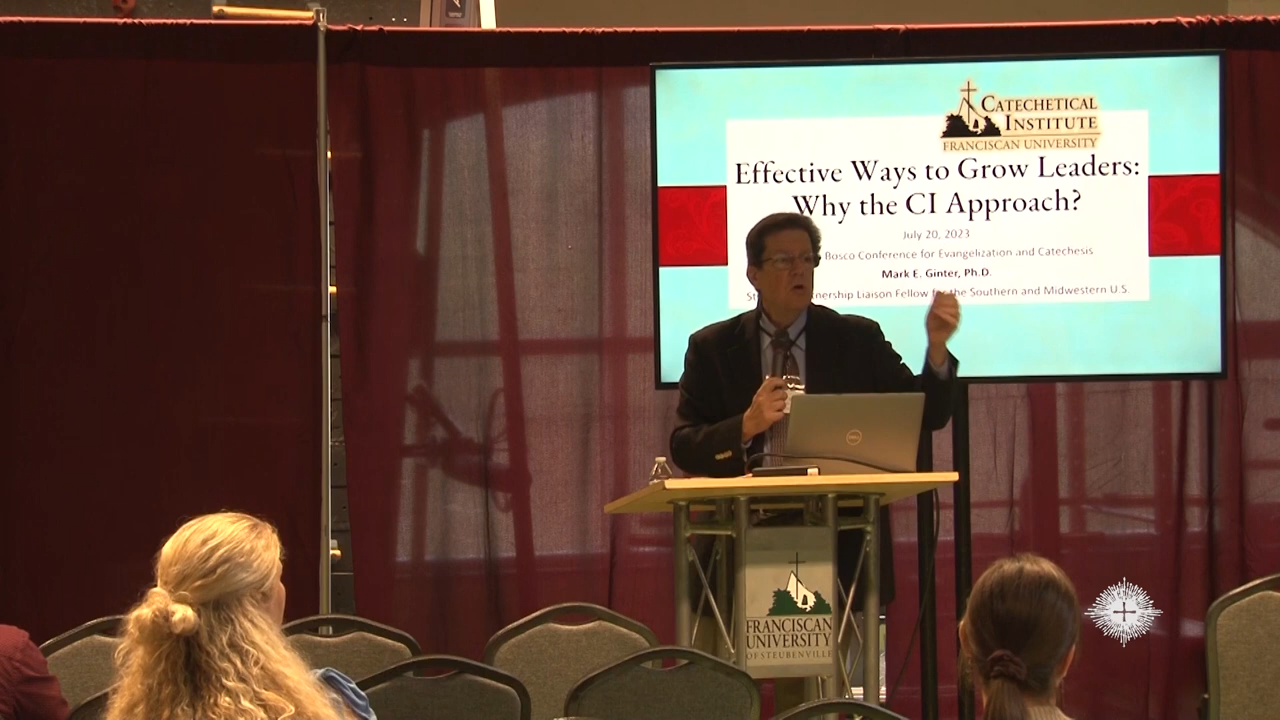 CATECHETICAL
INSTITUTE
FRANCISCAN UNIVERSITY
Effective Ways to Grow Leaders:
Why the CI Approach?
July 20, 2023
Bosco Conference for Evangelization and Catechesis
Mark E. Ginter, Ph.D.
Liaison Fellow for the Southern and Midwestern U.S.
DELL
FRANCISCAN
UNIVERSITY
OF STEUBENVILLE